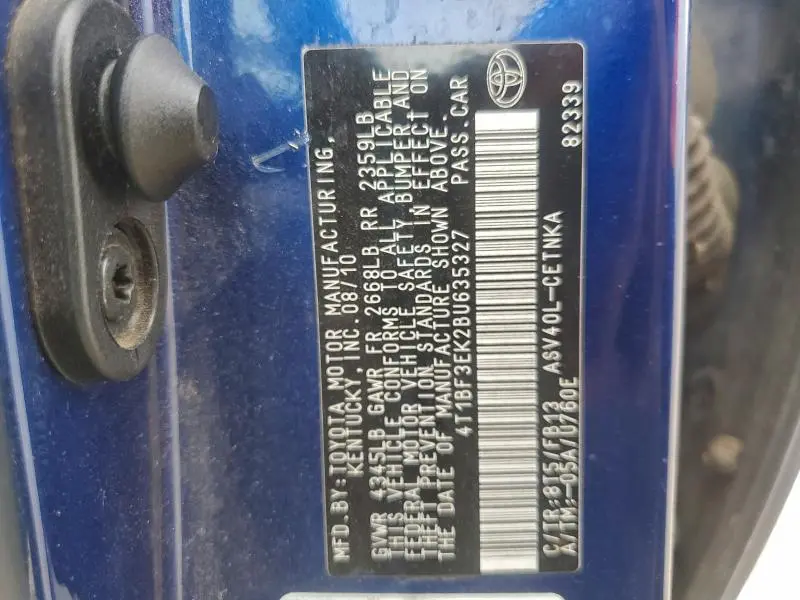 MFD.BY:TOYOTA MOTOR MANUFACTURING,
KENTUCKY,INC. 08/10
GVWR 4345LB GAWR FR 2668LB RR 2359LB
THIS VEHICLE CONFORMS TO ALL APPLICABLE
FEDERAL MOTOR VEHICLE SAFETY, BUMPER AND
THEFT PREVENTION STANDARDS IN EFFECT ON
THE DATE OF MANUFACTURE SHOWN ABOVE.
4T1BF3EK2BU635327 PASS.CAR
C/TR:8T5/FB13 ASV40L-CETNKA
A/TM:-05A/U760E 82339